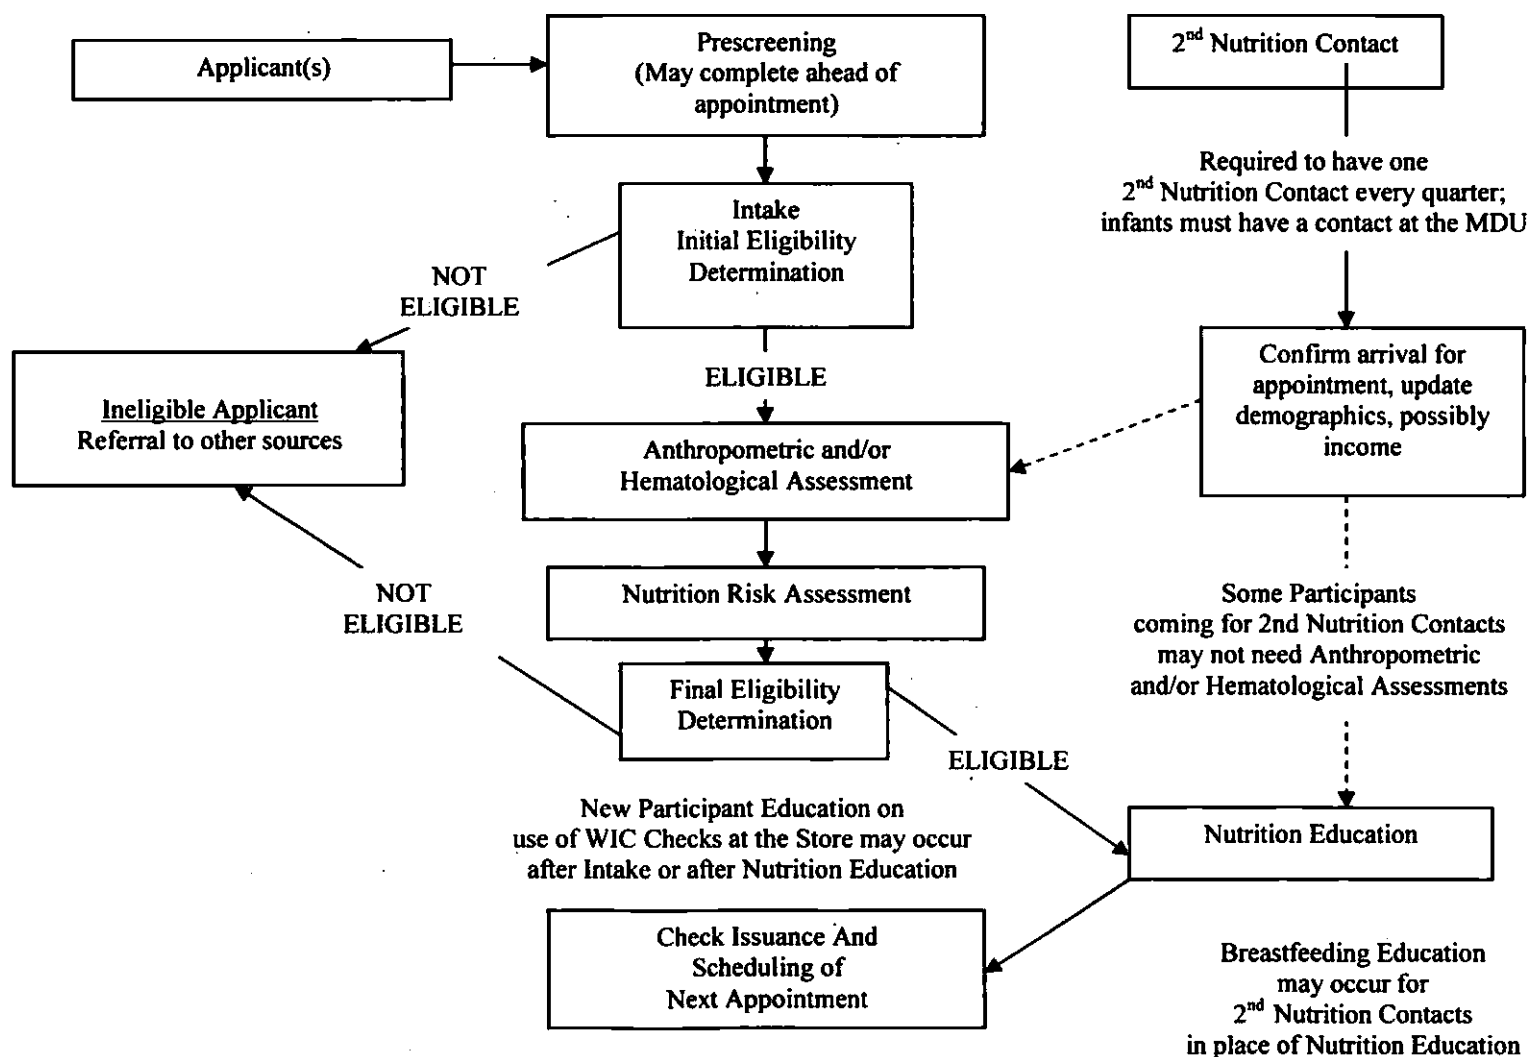 Applicant(s)
Prescreening
(May complete ahead of
appointment)
2nd Nutrition Contact
Required to have one
2nd Nutrition Contact every quarter;
infants must have a contact at the MDU
Intake
Initial Eligibility
Determination
NOT
ELIGIBLE
ELIGIBLE
Ineligible Applicant
Referral to other sources
Confirm arrival for
appointment, update
demographics, possibly
income
Anthropometric and/or
Hematological Assessment
Nutrition Risk Assessment
NOT
ELIGIBLE
Some Participants
coming for 2nd Nutrition Contacts
may not need Anthropometric
and/or Hematological Assessments
Final Eligibility
Determination
ELIGIBLE
New Participant Education on
use of WIC Checks at the Store may occur
after Intake or after Nutrition Education
Nutrition Education
Check Issuance And
Scheduling of
Next Appointment
Breastfeeding Education
may occur for
2nd Nutrition Contacts
in place of Nutrition Education